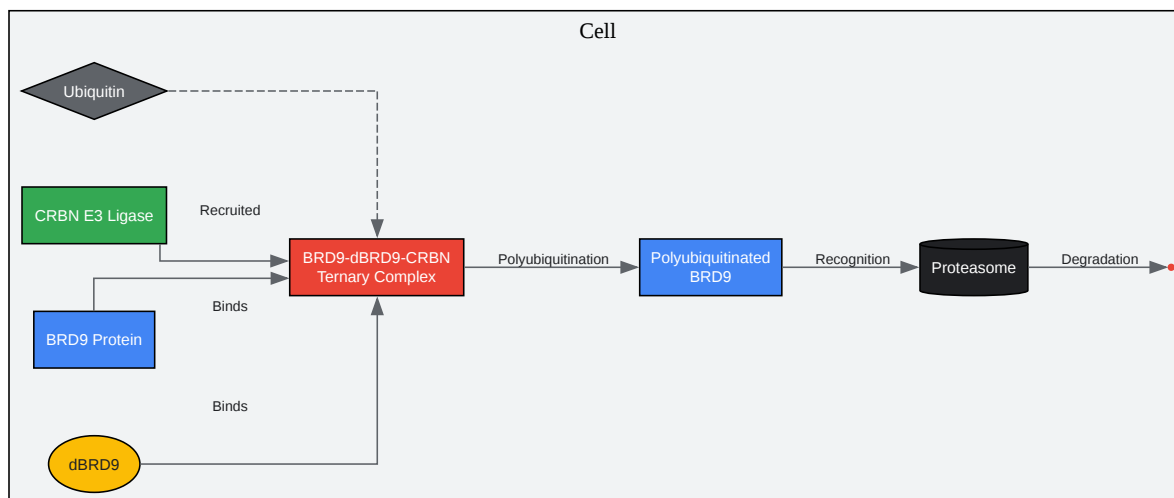 Cell
Ubiquitin
CRBN E3 Ligase
Recruited
BRD9-dBRD9-CRBN
Ternary Complex
Polyubiquitination
Polyubiquitinated
BRD9
Recognition
Proteasome
Degradation
Binds
BRD9 Protein
Binds
dBRD9